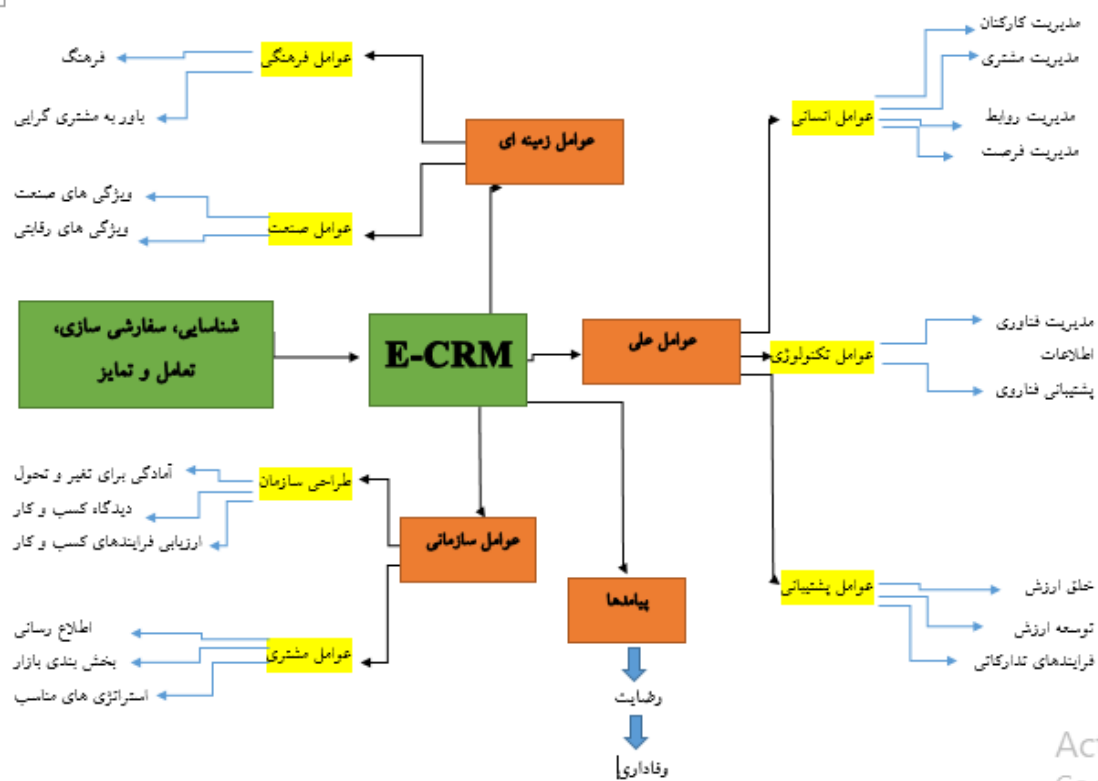 مدیریت کارکنان
مدیریت مشتری
عوامل انسانی
مدیریت روابط
مدیریت فرصت
عوامل زمینه ای
عوامل فرهنگی
فرهنگ
باور به مشتری گرایی
عوامل صنعت
ویژگی های صنعت
ویژگی های رقابتی
شناسایی، سفارشی سازی،
تعامل و تمایز
E-CRM
عوامل علی
عوامل تکنولوژی
مدیریت فناوری
اطلاعات
پشتیبانی فناروی
طراحی سازمان
آمادگی برای تغیر و تحول
دیدگاه کسب و کار
ارزیابی فرایندهای کسب و کار
عوامل سازمانی
عوامل مشتری
اطلاع رسانی
بخش بندی بازار
استراتژی های مناسب
پیامدها
رضایت
وفاداری
عوامل پشتیبانی
خلق ارزش
توسعه ارزش
فرایندهای تدارکاتی